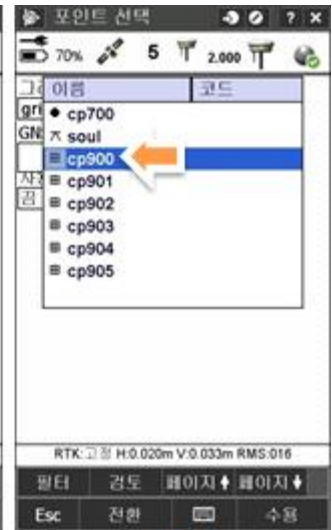 포인트 선택 ? x
70% 5 2.000
이름 코드
gri
cp700
GN
soul
cp900
cp901
cp902
cp903
cp904
cp905
RTK:고정 H:0.020m V:0.033m RMS:016
필터 검토 페이지 페이지
Esc 전환 수용